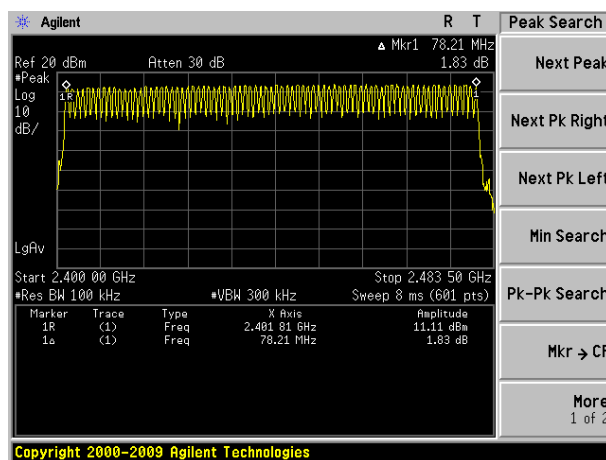 Agilent R T Peak Search
Δ Mkr1 78.21 MHz
Ref 20 dBm Atten 30 dB 1.83 dB
#Peak
Log
10
dB/
1R
1
LgAv
Start 2.400 00 GHz Stop 2.483 50 GHz
#Res BW 100 kHz #VBW 300 kHz Sweep 8 ms (601 pts)
Marker Trace Type X Axis Amplitude
1R (1) Freq 2.401 81 GHz 11.11 dBm
1Δ (1) Freq 78.21 MHz 1.83 dB
Next Peak
Next Pk Right
Next Pk Left
Min Search
Pk-Pk Search
Mkr → CF
More
1 of 2
Copyright 2000-2009 Agilent Technologies